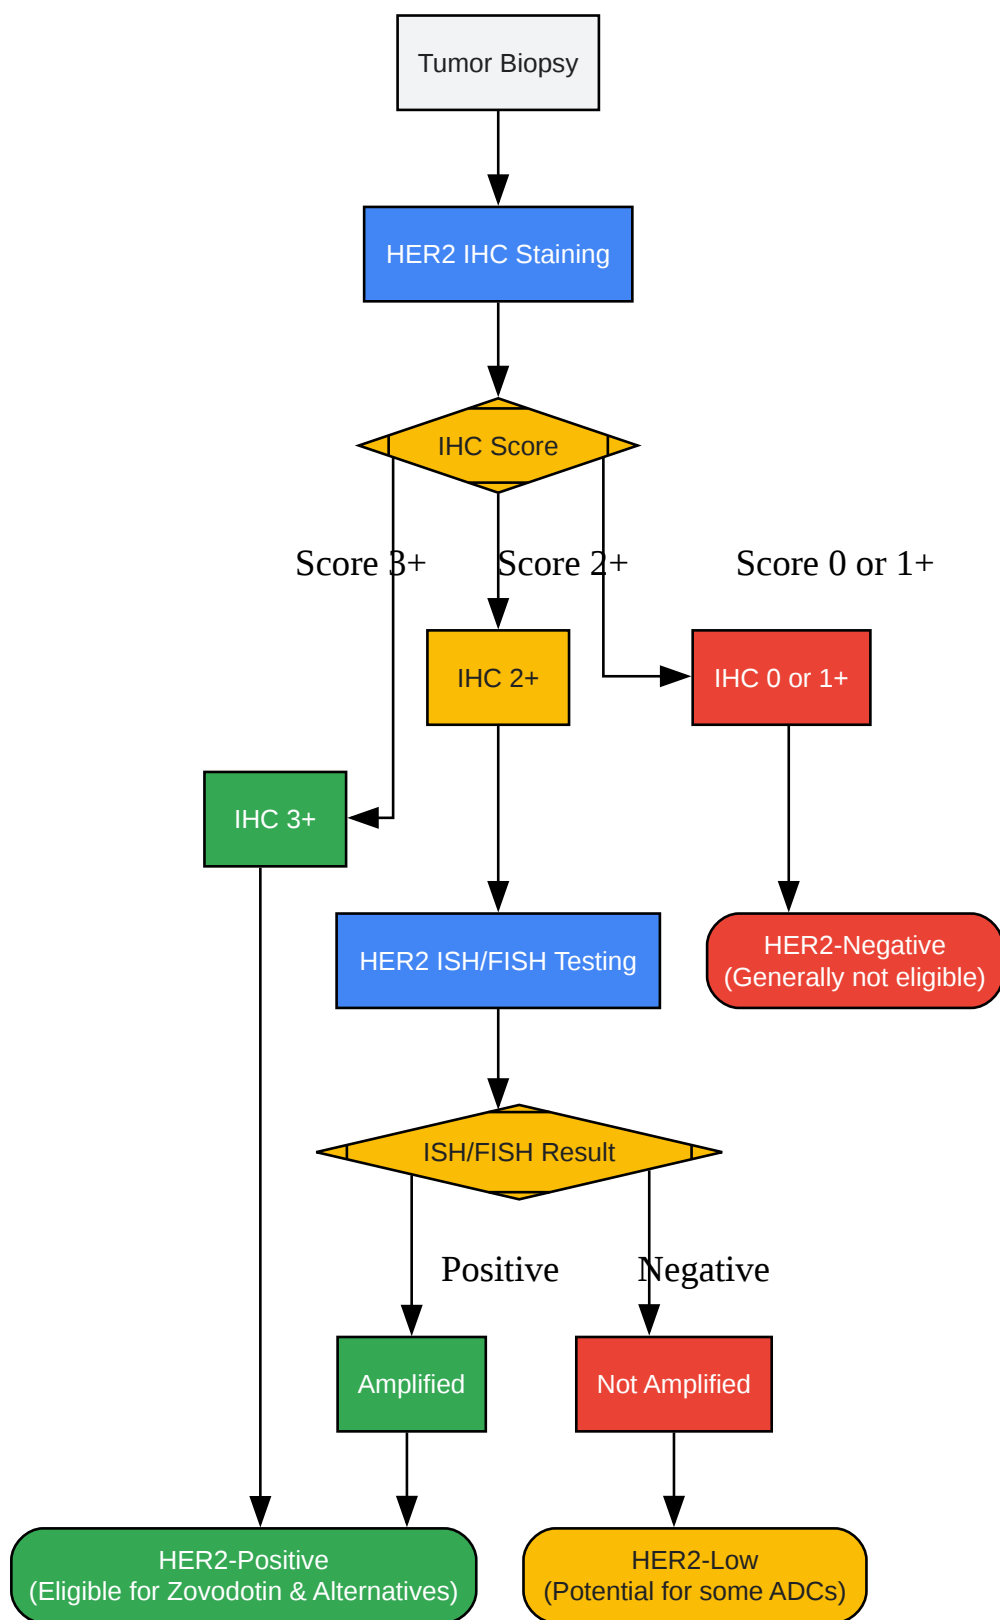 Tumor Biopsy
HER2 IHC Staining
IHC Score
Score 3+
Score 2+
Score 0 or 1+
IHC 2+
IHC 0 or 1+
IHC 3+
HER2 ISH/FISH Testing
HER2-Negative
(Generally not eligible)
ISH/FISH Result
Positive
Negative
Amplified
Not Amplified
HER2-Positive
(Eligible for Zovodotin & Alternatives)
HER2-Low
(Potential for some ADCs)